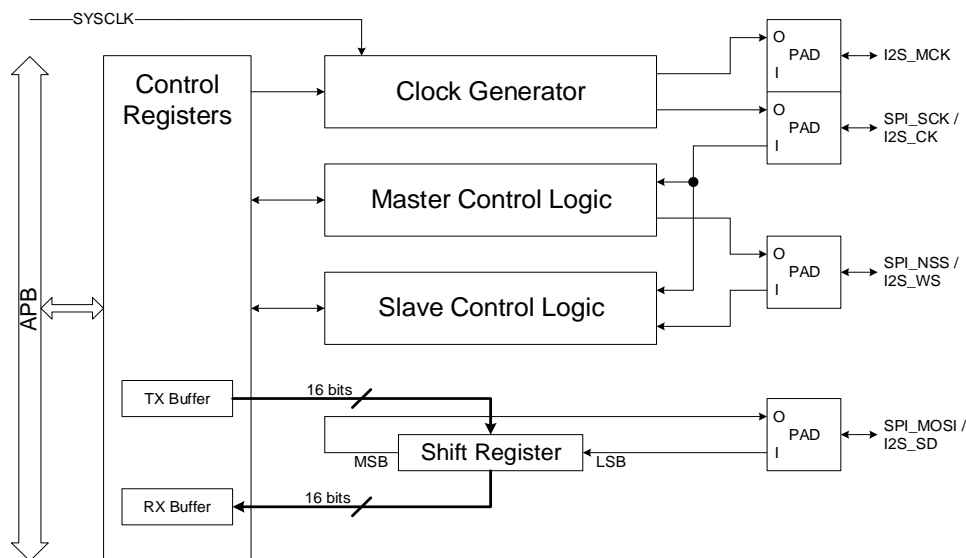 SYSCLK
O
PAD
I
I2S_MCK
Control
Registers
Clock Generator
O
PAD
I
SPI_SCK /
I2S_CK
Master Control Logic
O
PAD
I
SPI_NSS /
I2S_WS
APB
Slave Control Logic
TX Buffer
16 bits
O
PAD
I
SPI_MOSI /
I2S_SD
MSB
Shift Register
LSB
RX Buffer
16 bits